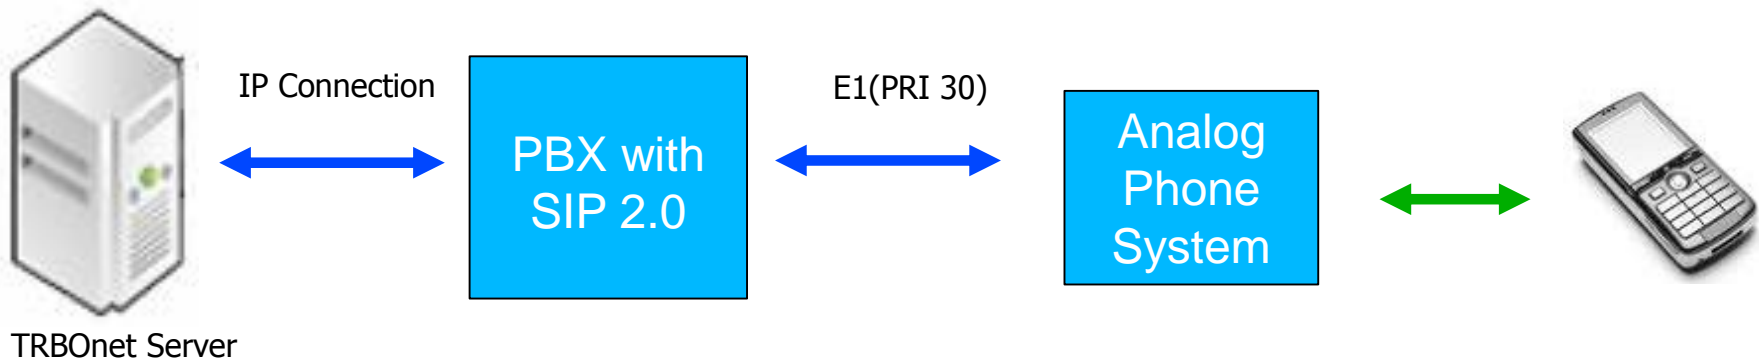 IP Connection
E1(PRI 30)
PBX with
SIP 2.0
Analog
Phone
System
TRBOnet Server